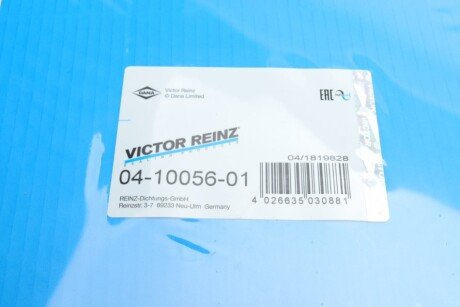 DANA
Victor Reinz
© Dana Limited
EAC
VICTOR REINZ®
04/1819828
04-10056-01
REINZ-Dichtungs-GmbH
Reinzstr. 3-7 89233 Neu-Ulm Germany
4 026635 030881